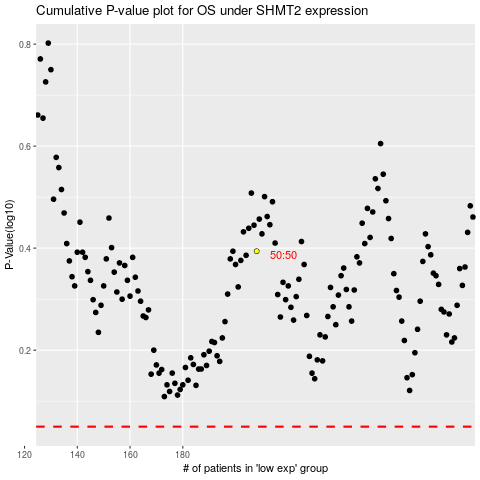 Cumulative P-value plot for OS under SHMT2 expression
0.8
0.6
0.4
0.2
P-Value(log10)
50:50
120 140 160 180
# of patients in 'low exp' group